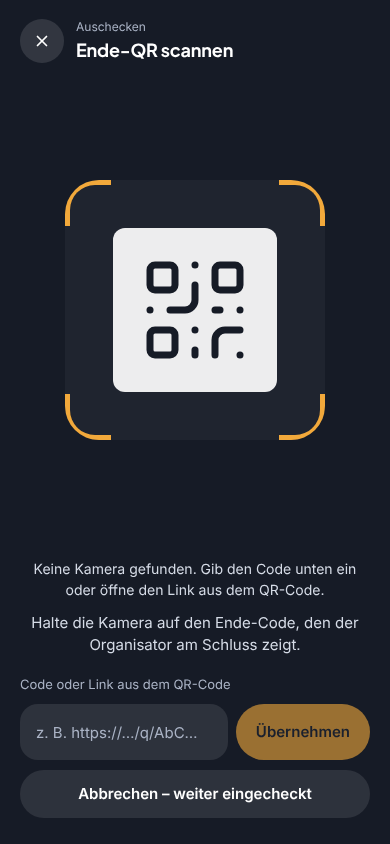 Auschecken
Ende-QR scannen
Keine Kamera gefunden. Gib den Code unten ein
oder öffne den Link aus dem QR-Code.
Halte die Kamera auf den Ende-Code, den der
Organisator am Schluss zeigt.
Code oder Link aus dem QR-Code
z. B. https://…/q/AbC…
Übernehmen
Abbrechen – weiter eingecheckt